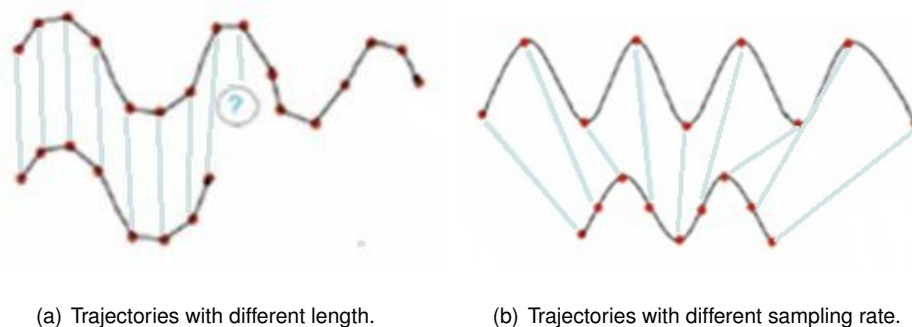 ?
(a) Trajectories with different length.
(b) Trajectories with different sampling rate.